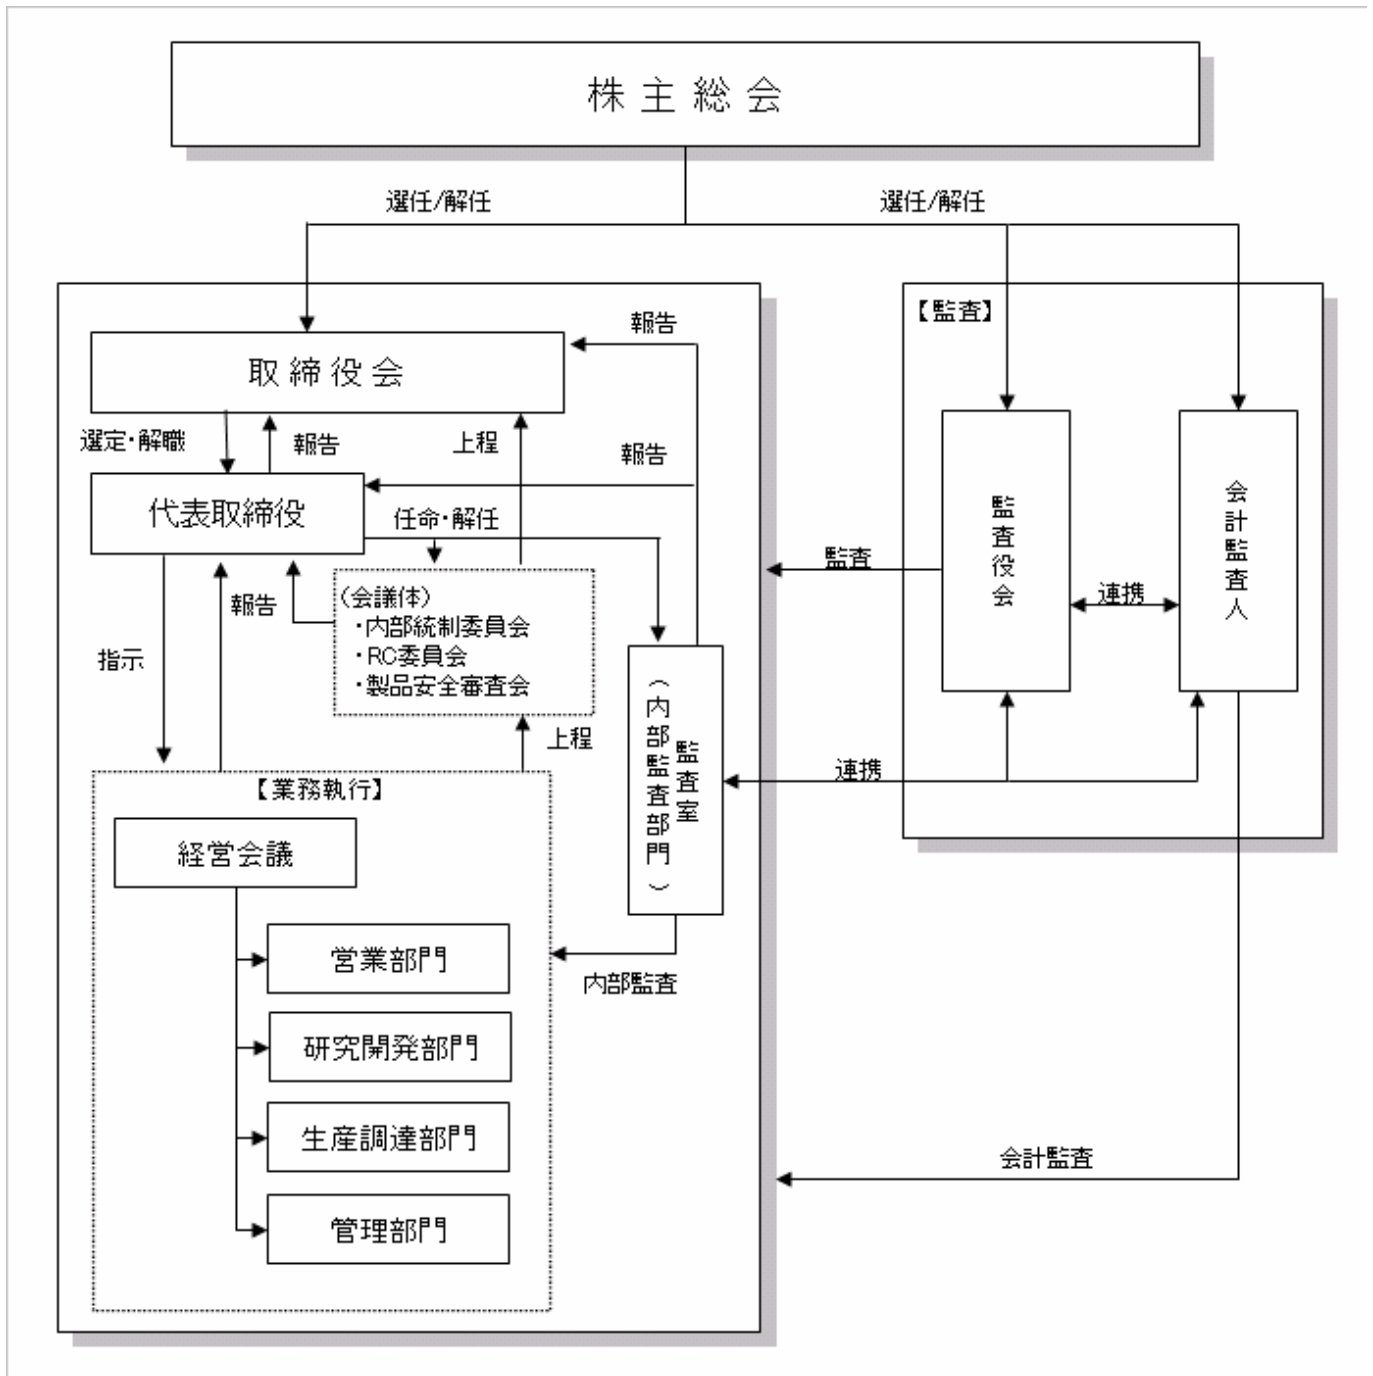 株主総会
選任/解任
選任/解任
【監査】
報告
取締役会
選定・解職
報告
上程
報告
代表取締役
任命・解任
監査役会
会計監査人
監査
連携
(会議体)
・内部統制委員会
・RC委員会
・製品安全審査会
報告
指示
上程
監査室
(内部監査部門)
連携
【業務執行】
経営会議
営業部門
内部監査
研究開発部門
生産調達部門
会計監査
管理部門